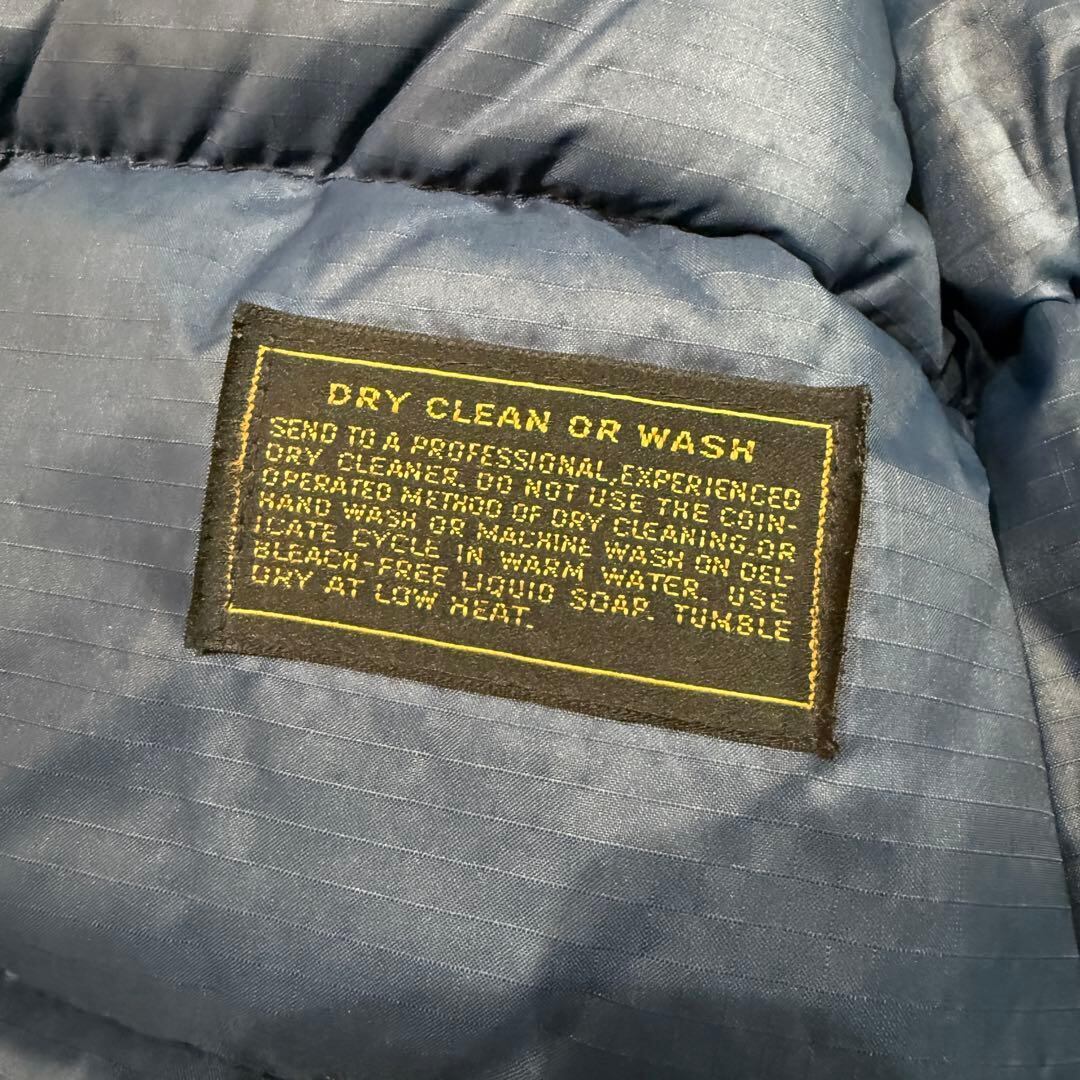 DRY CLEAN OR WASH
SEND TO A PROFESSIONAL, EXPERIENCED
DRY CLEANER. DO NOT USE THE COIN-
OPERATED METHOD OF DRY CLEANING. OR
HAND WASH OR MACHINE WASH ON DEL-
ICATE CYCLE IN WARM WATER. USE
BLEACH-FREE LIQUID SOAP. TUMBLE
DRY AT LOW HEAT.